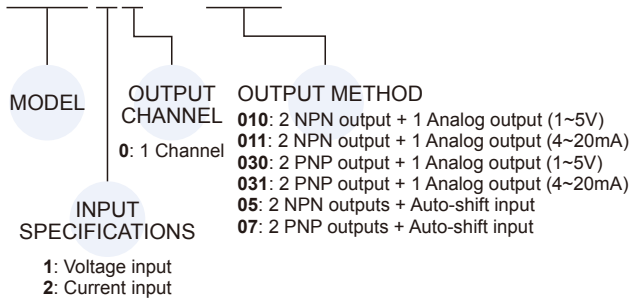 MODEL
OUTPUT
CHANNEL
0: 1 Channel
INPUT
SPECIFICATIONS
1: Voltage input
2: Current input
OUTPUT METHOD
010: 2 NPN output + 1 Analog output (1~5V)
011: 2 NPN output + 1 Analog output (4~20mA)
030: 2 PNP output + 1 Analog output (1~5V)
031: 2 PNP output + 1 Analog output (4~20mA)
05: 2 NPN outputs + Auto-shift input
07: 2 PNP outputs + Auto-shift input